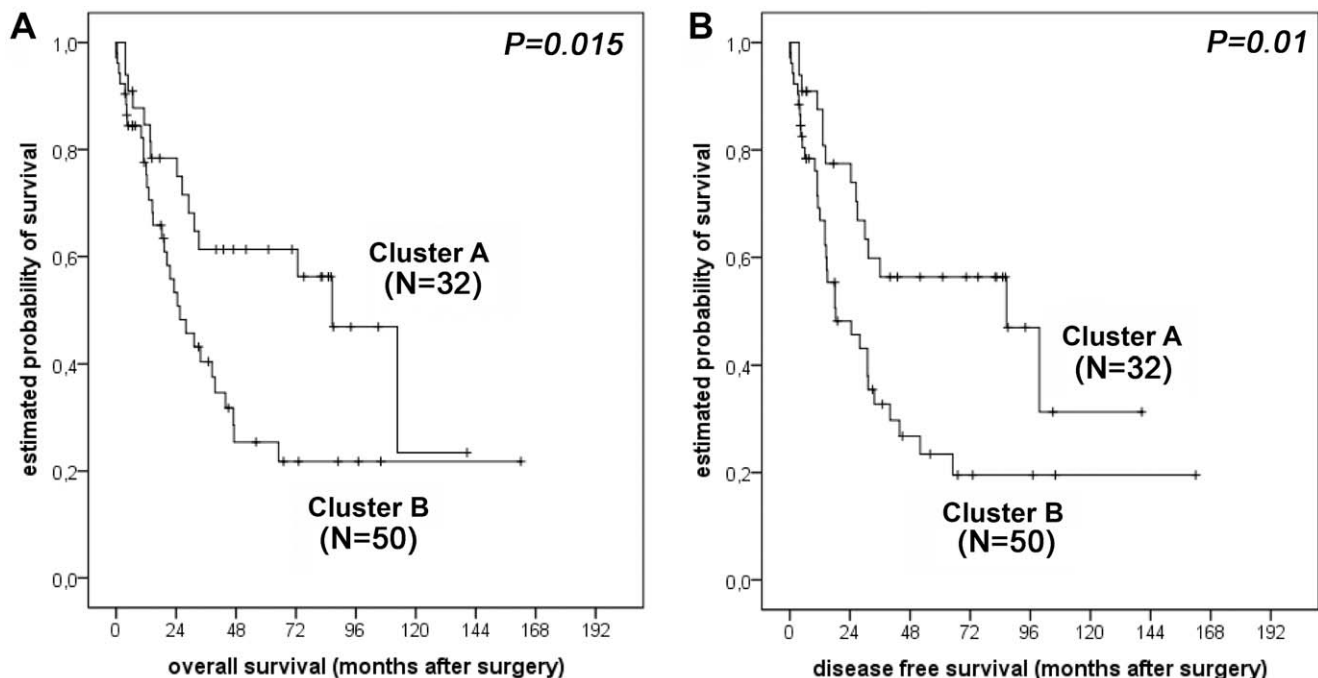 A
P=0.015
estimated probability of survival
1,0
0,8
0,6
0,4
0,2
0,0
Cluster A
(N=32)
Cluster B
(N=50)
0 24 48 72 96 120 144 168 192
overall survival (months after surgery)
B
P=0.01
estimated probability of survival
1,0
0,8
0,6
0,4
0,2
0,0
Cluster A
(N=32)
Cluster B
(N=50)
0 24 48 72 96 120 144 168 192
disease free survival (months after surgery)